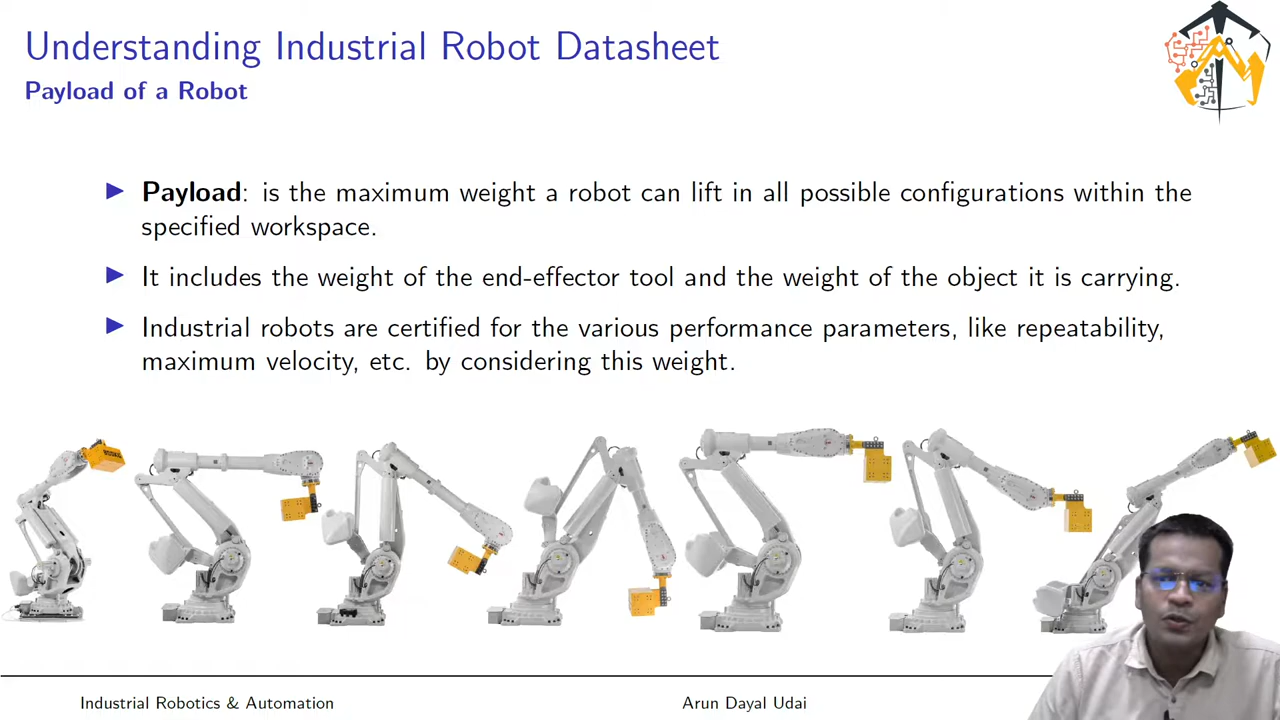 Understanding Industrial Robot Datasheet
Payload of a Robot
Payload: is the maximum weight a robot can lift in all possible configurations within the
specified workspace.
It includes the weight of the end-effector tool and the weight of the object it is carrying.
Industrial robots are certified for the various performance parameters, like repeatability,
maximum velocity, etc. by considering this weight.
Industrial Robotics & Automation
Arun Dayal Udai